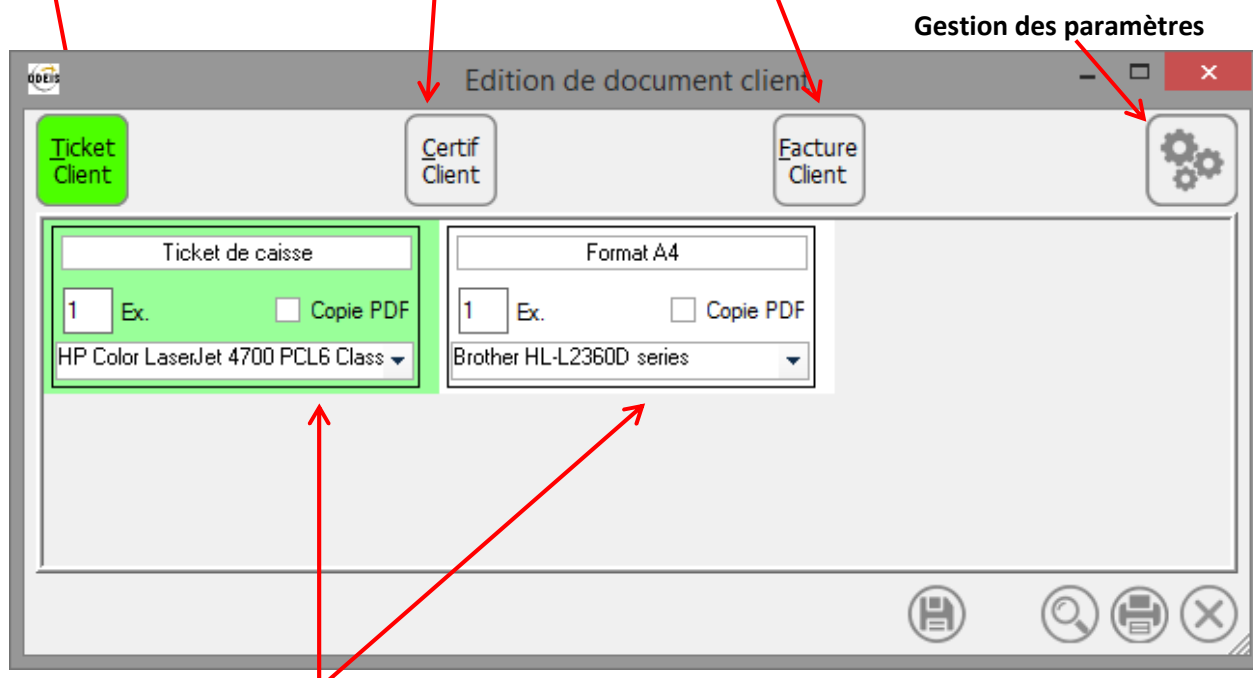 Gestion des paramètres
ODEIS
Edition de document client
Ticket
Client
Certif
Client
Facture
Client
Ticket de caisse
Format A4
1 Ex. Copie PDF
1 Ex. Copie PDF
HP Color LaserJet 4700 PCL6 Class
Brother HL-L2360D series